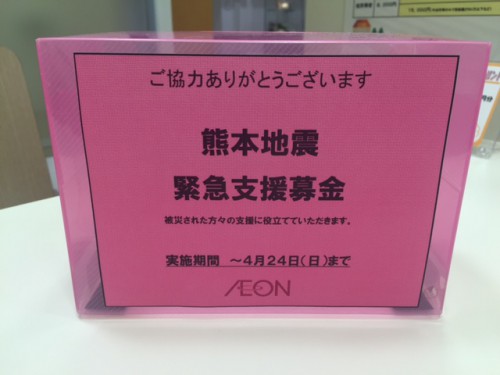 ご協力ありがとうございます
熊本地震
緊急支援募金
被災された方々の支援に役立てていただきます。
実施期間　～4月24日（日）まで
ÆON